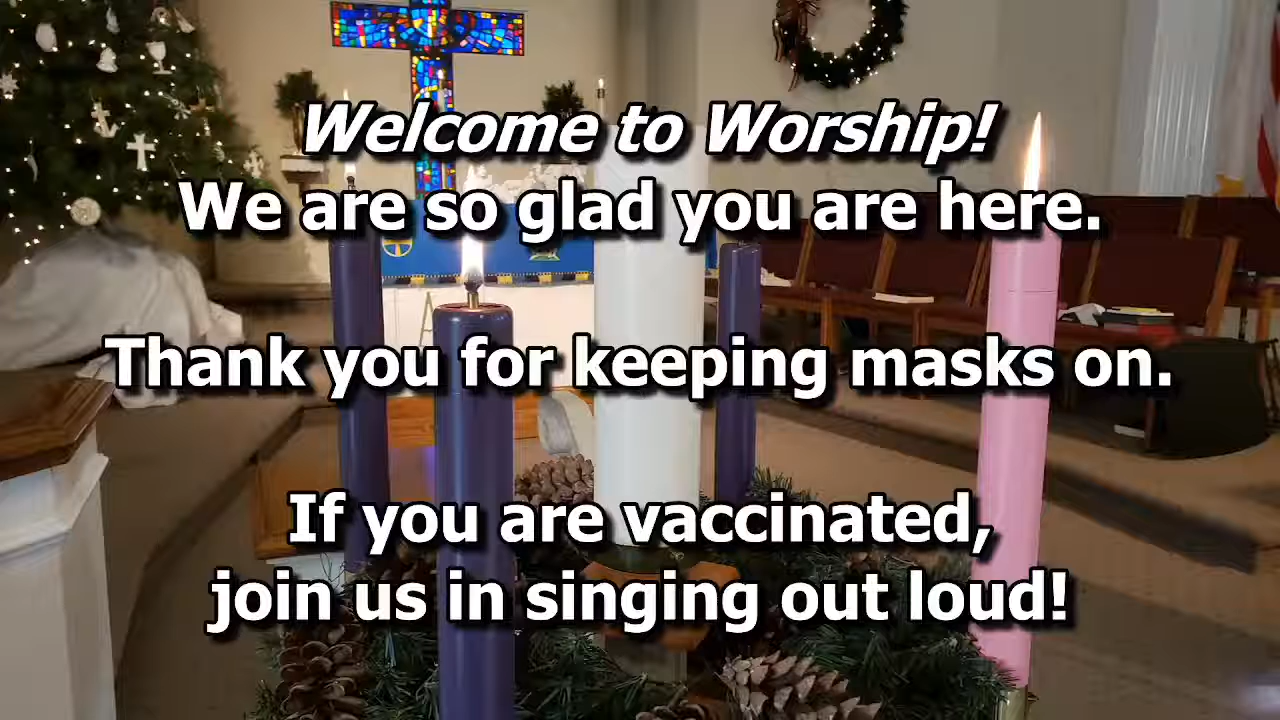 Welcome to Worship!
We are so glad you are here.
Thank you for keeping masks on.
If you are vaccinated,
join us in singing out loud!